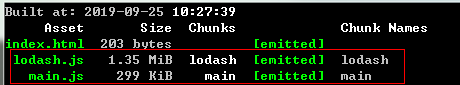 Built at: 2019-09-25 10:27:39
Asset Size Chunks Chunk Names
index.html 203 bytes [emitted]
lodash.js 1.35 MiB lodash [emitted] lodash
main.js 299 KiB main [emitted] main